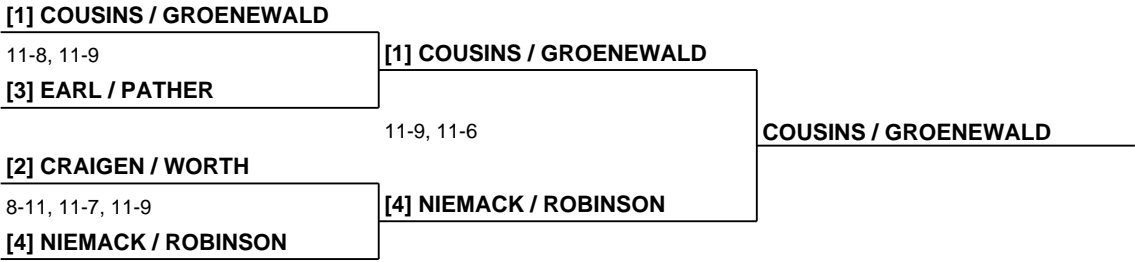 [1] COUSINS / GROENEWALD
11-8, 11-9
[1] COUSINS / GROENEWALD
[3] EARL / PATHER
11-9, 11-6
COUSINS / GROENEWALD
[2] CRAIGEN / WORTH
8-11, 11-7, 11-9
[4] NIEMACK / ROBINSON
[4] NIEMACK / ROBINSON